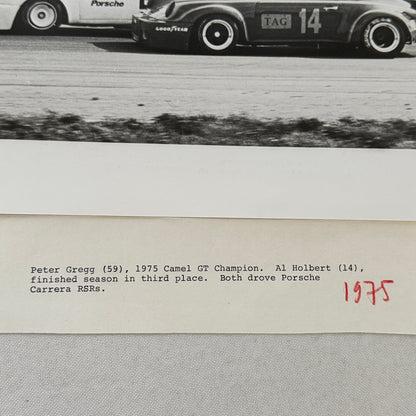 Porsche
GOODYEAR
TAG 14
Peter Gregg (59), 1975 Camel GT Champion. Al Holbert (14),
finished season in third place. Both drove Porsche
Carrera RSRs.
1975